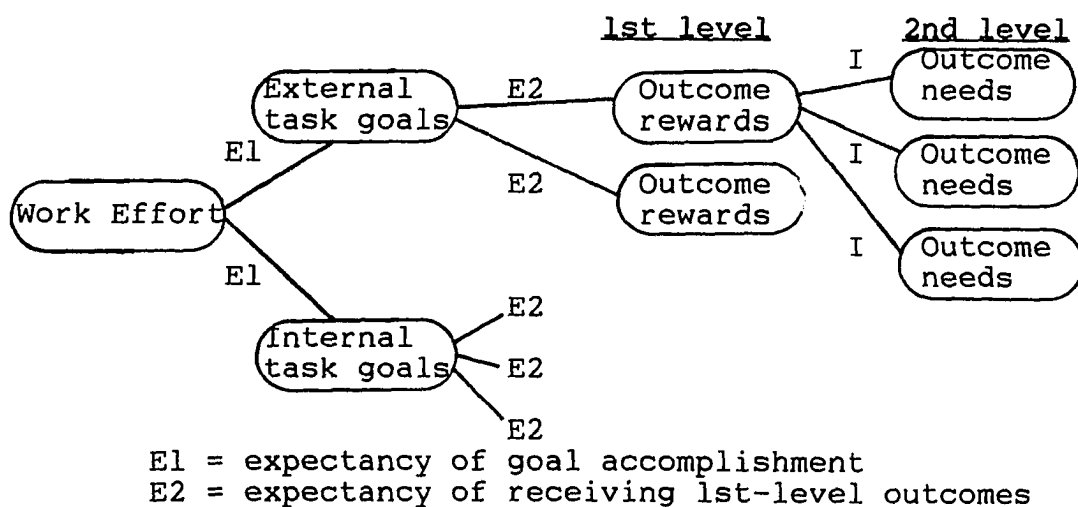 1st level
2nd level
External
task goals
E2
Outcome
rewards
I
Outcome
needs
E1
E2
Outcome
rewards
I
Outcome
needs
Work Effort
I
Outcome
needs
E1
Internal
task goals
E2
E2
E2
E1 = expectancy of goal accomplishment
E2 = expectancy of receiving 1st-level outcomes